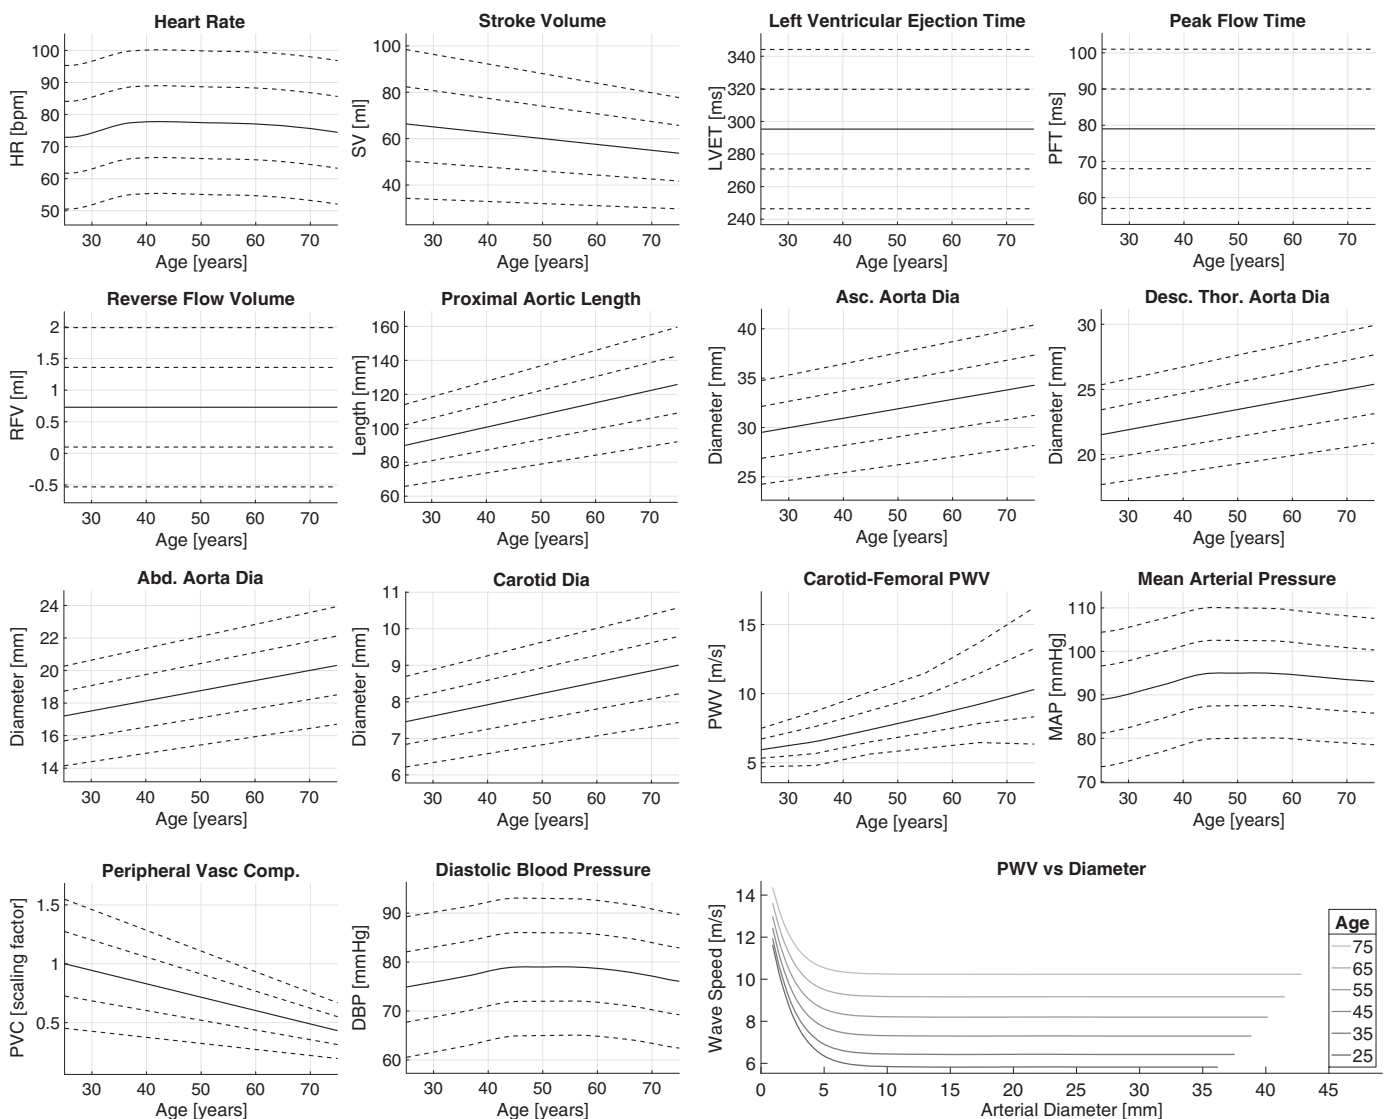 Heart Rate
HR [bpm]
100
90
80
70
60
50
30 40 50 60 70
Age [years]
Stroke Volume
SV [ml]
100
80
60
40
30 40 50 60 70
Age [years]
Left Ventricular Ejection Time
LVET [ms]
340
320
300
280
260
240
30 40 50 60 70
Age [years]
Peak Flow Time
PFT [ms]
100
90
80
70
60
30 40 50 60 70
Age [years]
Reverse Flow Volume
RFV [ml]
2
1.5
1
0.5
0
-0.5
30 40 50 60 70
Age [years]
Proximal Aortic Length
Length [mm]
160
140
120
100
80
60
30 40 50 60 70
Age [years]
Asc. Aorta Dia
Diameter [mm]
40
35
30
25
30 40 50 60 70
Age [years]
Desc. Thor. Aorta Dia
Diameter [mm]
30
25
20
30 40 50 60 70
Age [years]
Abd. Aorta Dia
Diameter [mm]
24
22
20
18
16
14
30 40 50 60 70
Age [years]
Carotid Dia
Diameter [mm]
11
10
9
8
7
6
30 40 50 60 70
Age [years]
Carotid-Femoral PWV
PWV [m/s]
15
10
5
30 40 50 60 70
Age [years]
Mean Arterial Pressure
MAP [mmHg]
110
100
90
80
70
30 40 50 60 70
Age [years]
Peripheral Vasc Comp.
PVC [scaling factor]
1.5
1
0.5
30 40 50 60 70
Age [years]
Diastolic Blood Pressure
DBP [mmHg]
90
80
70
60
30 40 50 60 70
Age [years]
PWV vs Diameter
Wave Speed [m/s]
14
12
10
8
6
0 5 10 15 20 25 30 35 40 45
Arterial Diameter [mm]
Age
75
65
55
45
35
25